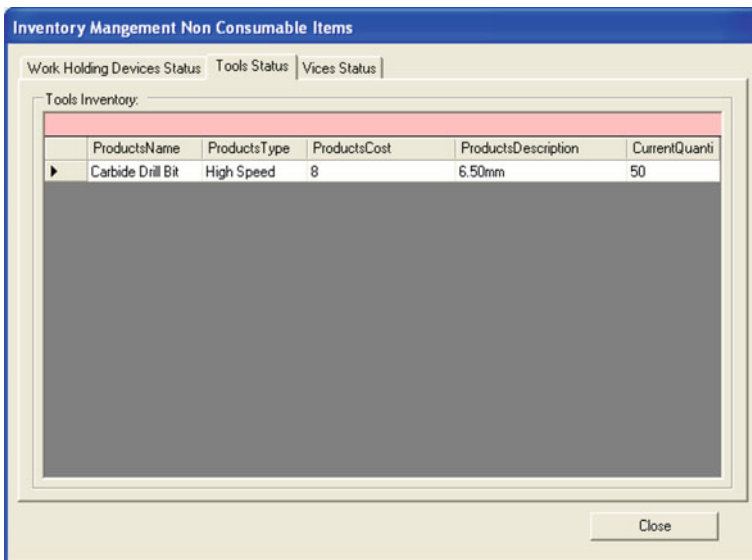 Inventory Mangement Non Consumable Items
Work Holding Devices Status Tools Status Vices Status
Tools Inventory:
ProductsName ProductsType ProductsCost ProductsDescription CurrentQuanti
Carbide Drill Bit High Speed 8 6.50mm 50
Close